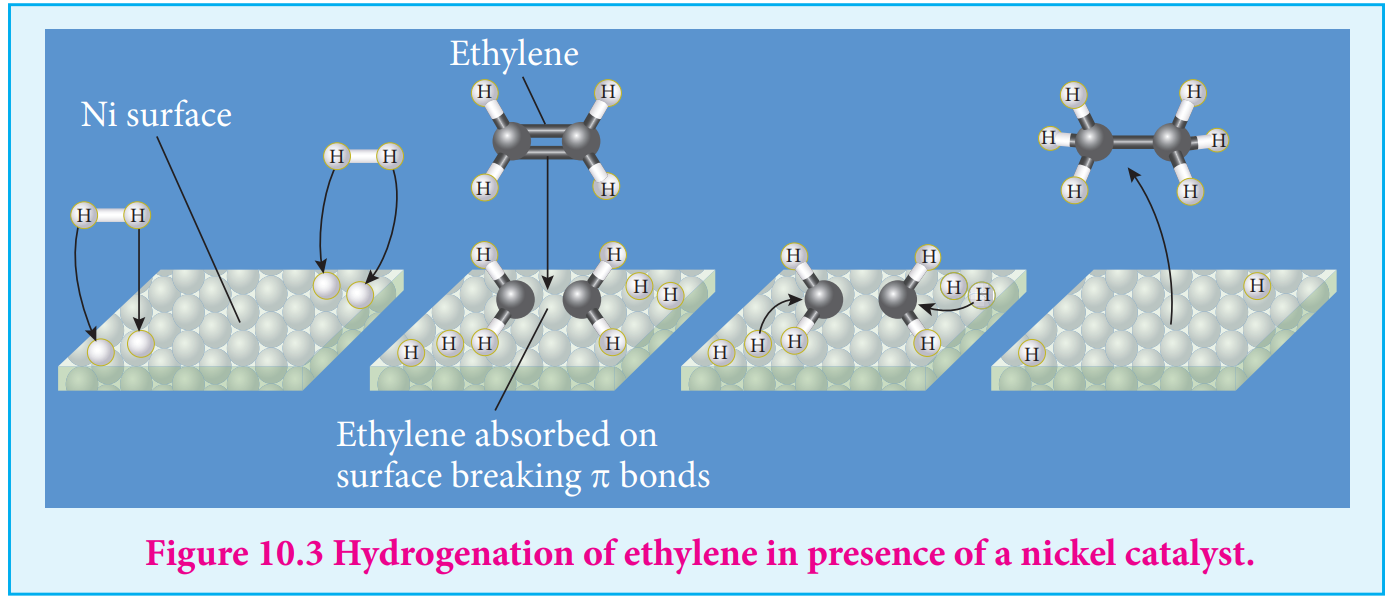 Ethylene
Ni surface
H H
H H
H H
H H
H H H
H H H
H H
H H
H H
H H H
H H H
H H
H H
H H
H H H
H H H
H
H
Ethylene absorbed on
surface breaking π bonds
Figure 10.3 Hydrogenation of ethylene in presence of a nickel catalyst.